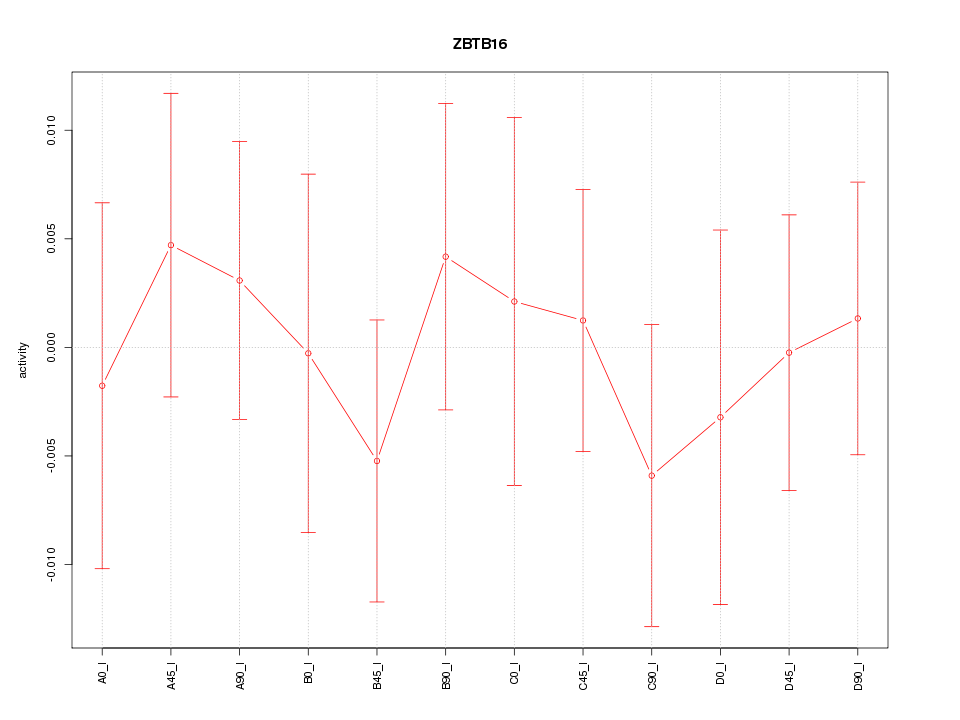 ZBTB16
activity
0.010
0.005
0.000
-0.005
-0.010
A0_I
A45_I
A90_I
B0_I
B45_I
B90_I
C0_I
C45_I
C90_I
D0_I
D45_I
D90_I